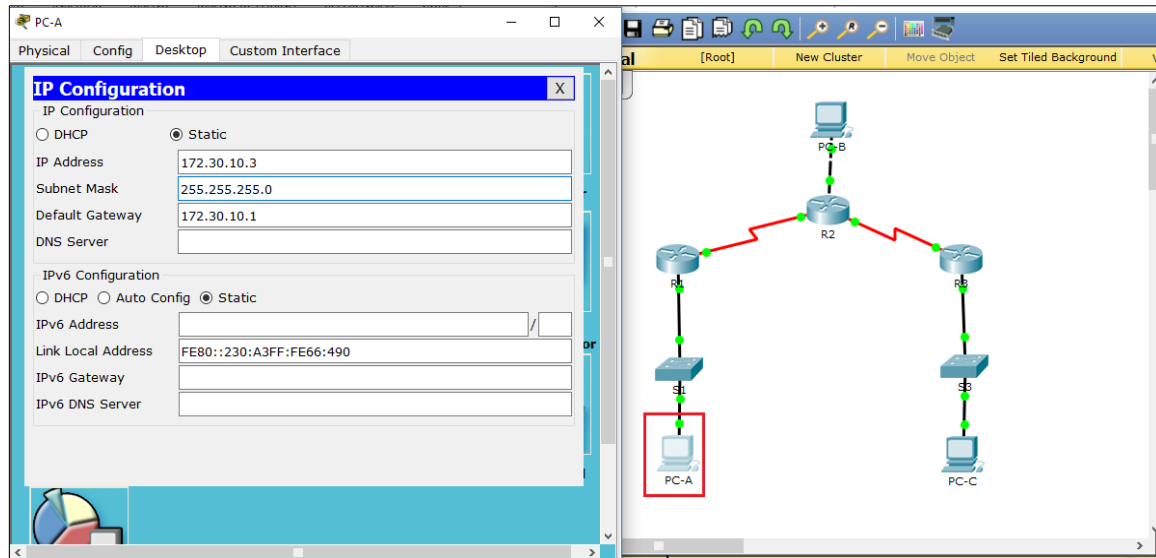 PC-A
Physical Config Desktop Custom Interface
IP Configuration X
IP Configuration
DHCP Static
IP Address 172.30.10.3
Subnet Mask 255.255.255.0
Default Gateway 172.30.10.1
DNS Server
IPv6 Configuration
DHCP Auto Config Static
IPv6 Address /
Link Local Address FE80::230:A3FF:FE66:490
IPv6 Gateway
IPv6 DNS Server
or
al [Root] New Cluster Move Object Set Tiled Background
PC-B
R2
R1
R3
S1
S3
PC-A
PC-C